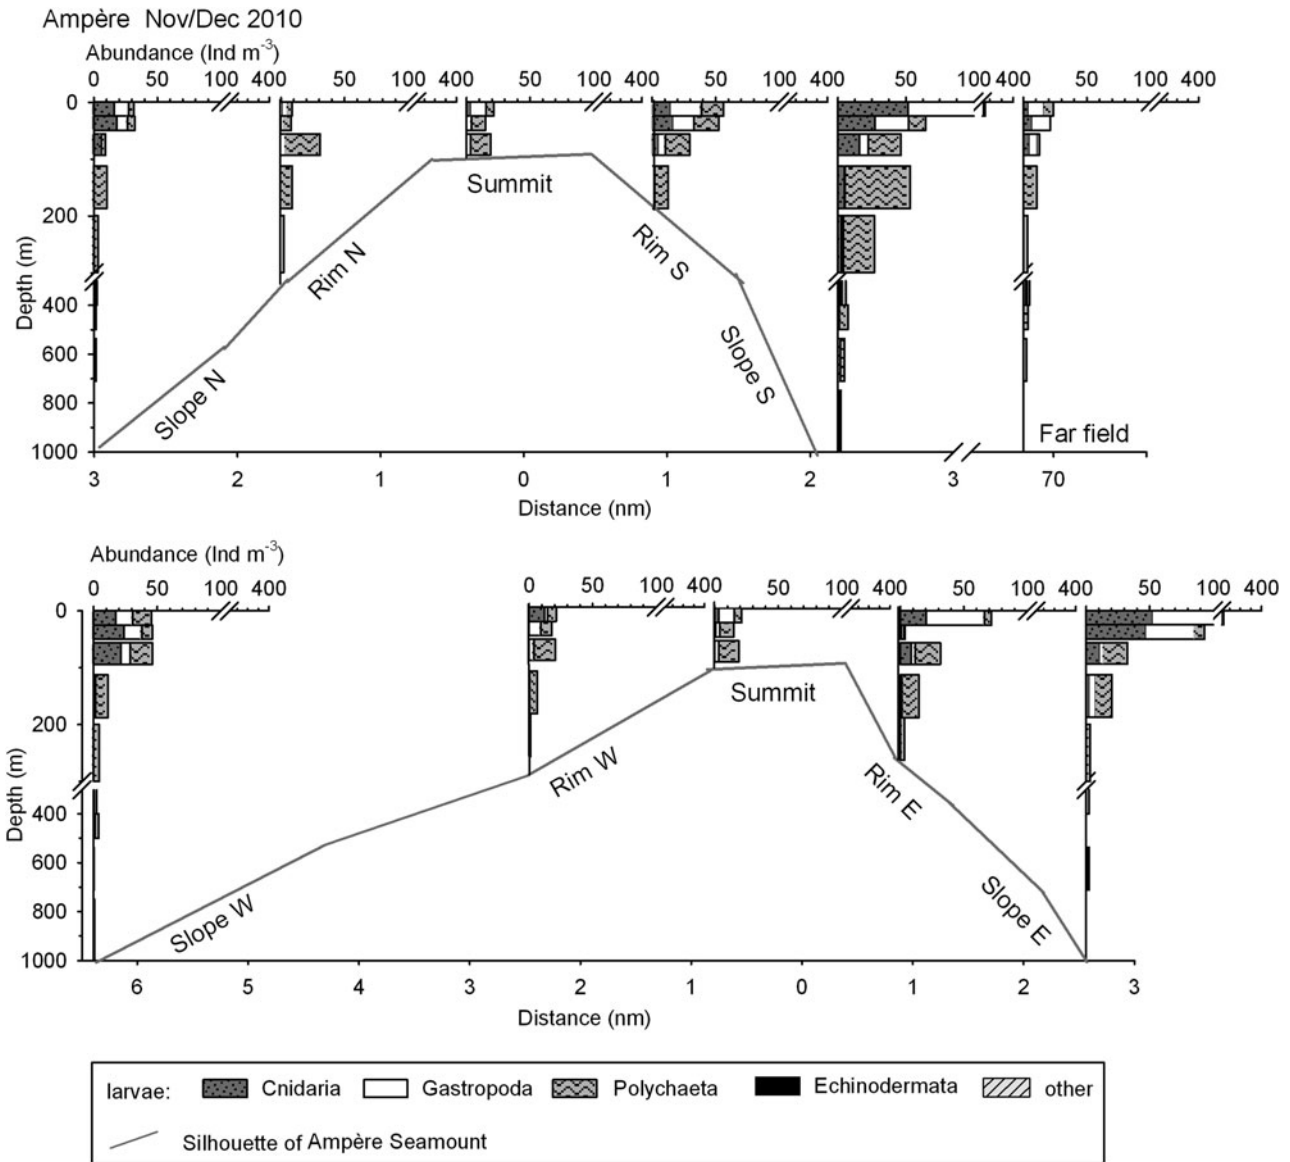 Ampère Nov/Dec 2010
Abundance (Ind m-3)
0 50 100 400 50 100 400 50 100 400 0 50 100 400 50 100 400 50 100 400
0
200
400
600
800
1000
Depth (m)
Slope N
Rim N
Summit
Rim S
Slope S
Far field
3 2 1 0 1 2 3 70
Distance (nm)
Abundance (Ind m-3)
0 50 100 400 0 50 100 400 50 100 400 0 50 100 400 50 100 400
0
200
400
600
800
1000
Depth (m)
Slope W
Rim W
Summit
Rim E
Slope E
6 5 4 3 2 1 0 1 2 3
Distance (nm)
larvae: Cnidaria Gastropoda Polychaeta Echinodermata other
Silhouette of Ampère Seamount